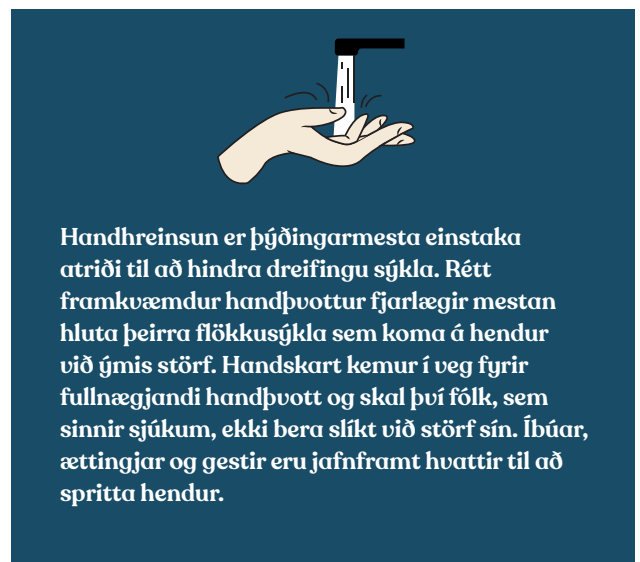 Handhreinsun er þýðingarmesta einstaka
atriði til að hindra dreifingu sýkla. Rétt
framkvæmdur handþvottur fjarlægir mestan
hluta þeirra flökkusýkla sem koma á hendur
við ýmis störf. Handskart kemur í veg fyrir
fullnægjandi handþvott og skal því fólk, sem
sinnir sjúkum, ekki bera slíkt við störf sín. Íbúar,
ættingjar og gestir eru jafnframt hvattir til að
spritta hendur.